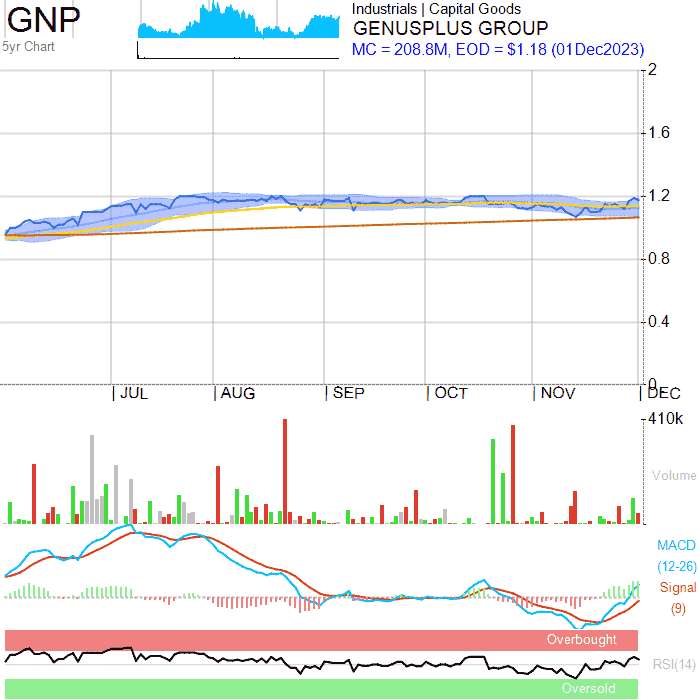 GNP
5yr Chart
Industrials | Capital Goods
GENUSPLUS GROUP
MC = 208.8M, EOD = $1.18 (01Dec2023)
2
1.6
1.2
0.8
0.4
0
| JUL | AUG | SEP | OCT | NOV | DEC
410k
Volume
MACD
(12-26)
Signal
(9)
Overbought
RSI(14)
Oversold